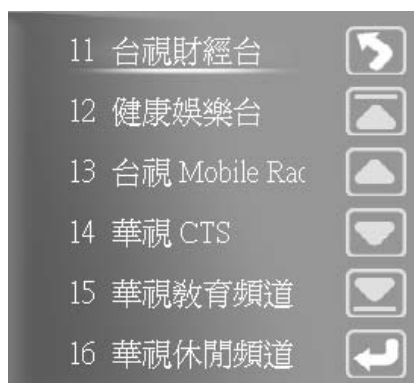 11 台視財經台
12 健康娛樂台
13 台視 Mobile Rac
14 華視 CTS
15 華視教育頻道
16 華視休閒頻道